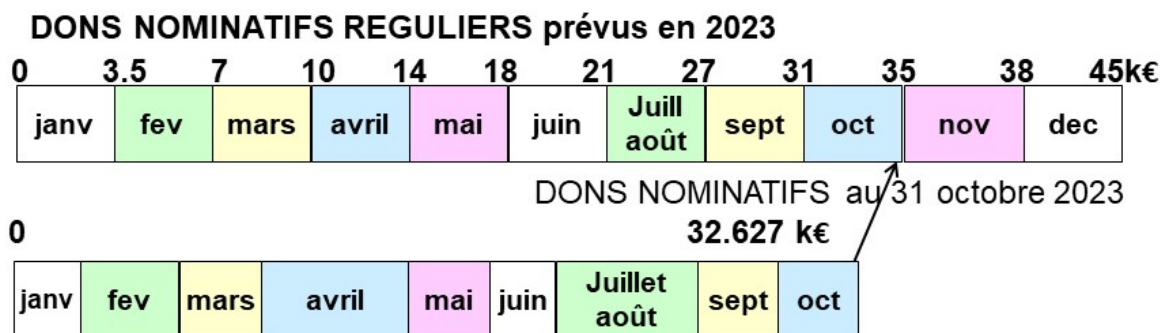 DONS NOMINATIFS REGULIERS prévus en 2023
0 3.5 7 10 14 18 21 27 31 35 38 45k€
janv fev mars avril mai juin Juill août sept oct nov dec
DONS NOMINATIFS au 31 octobre 2023
0 32.627 k€
janv fev mars avril mai juin Juillet août sept oct